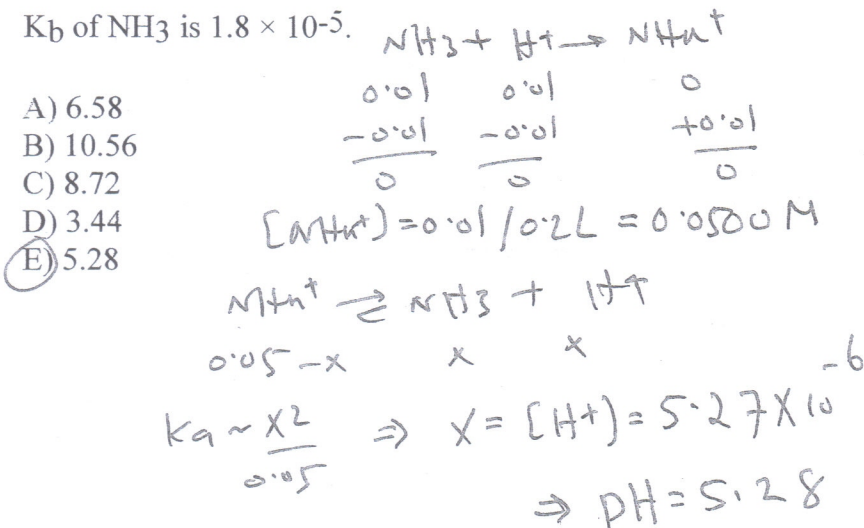 Kb of NH3 is 1.8 × 10-5.
NH3 + H+ → NH4+
0.01 0.01 0
-0.01 -0.01 +0.01
0 0 0
A) 6.58
B) 10.56
C) 8.72
D) 3.44
E) 5.28
[NH4+] = 0.01/0.2L = 0.0500 M
NH4+ ⇌ NH3 + H+
0.05-x x x
Ka ~ x2/0.05 ⇒ x = [H+) = 5.27X10-6
⇒ pH = 5.28